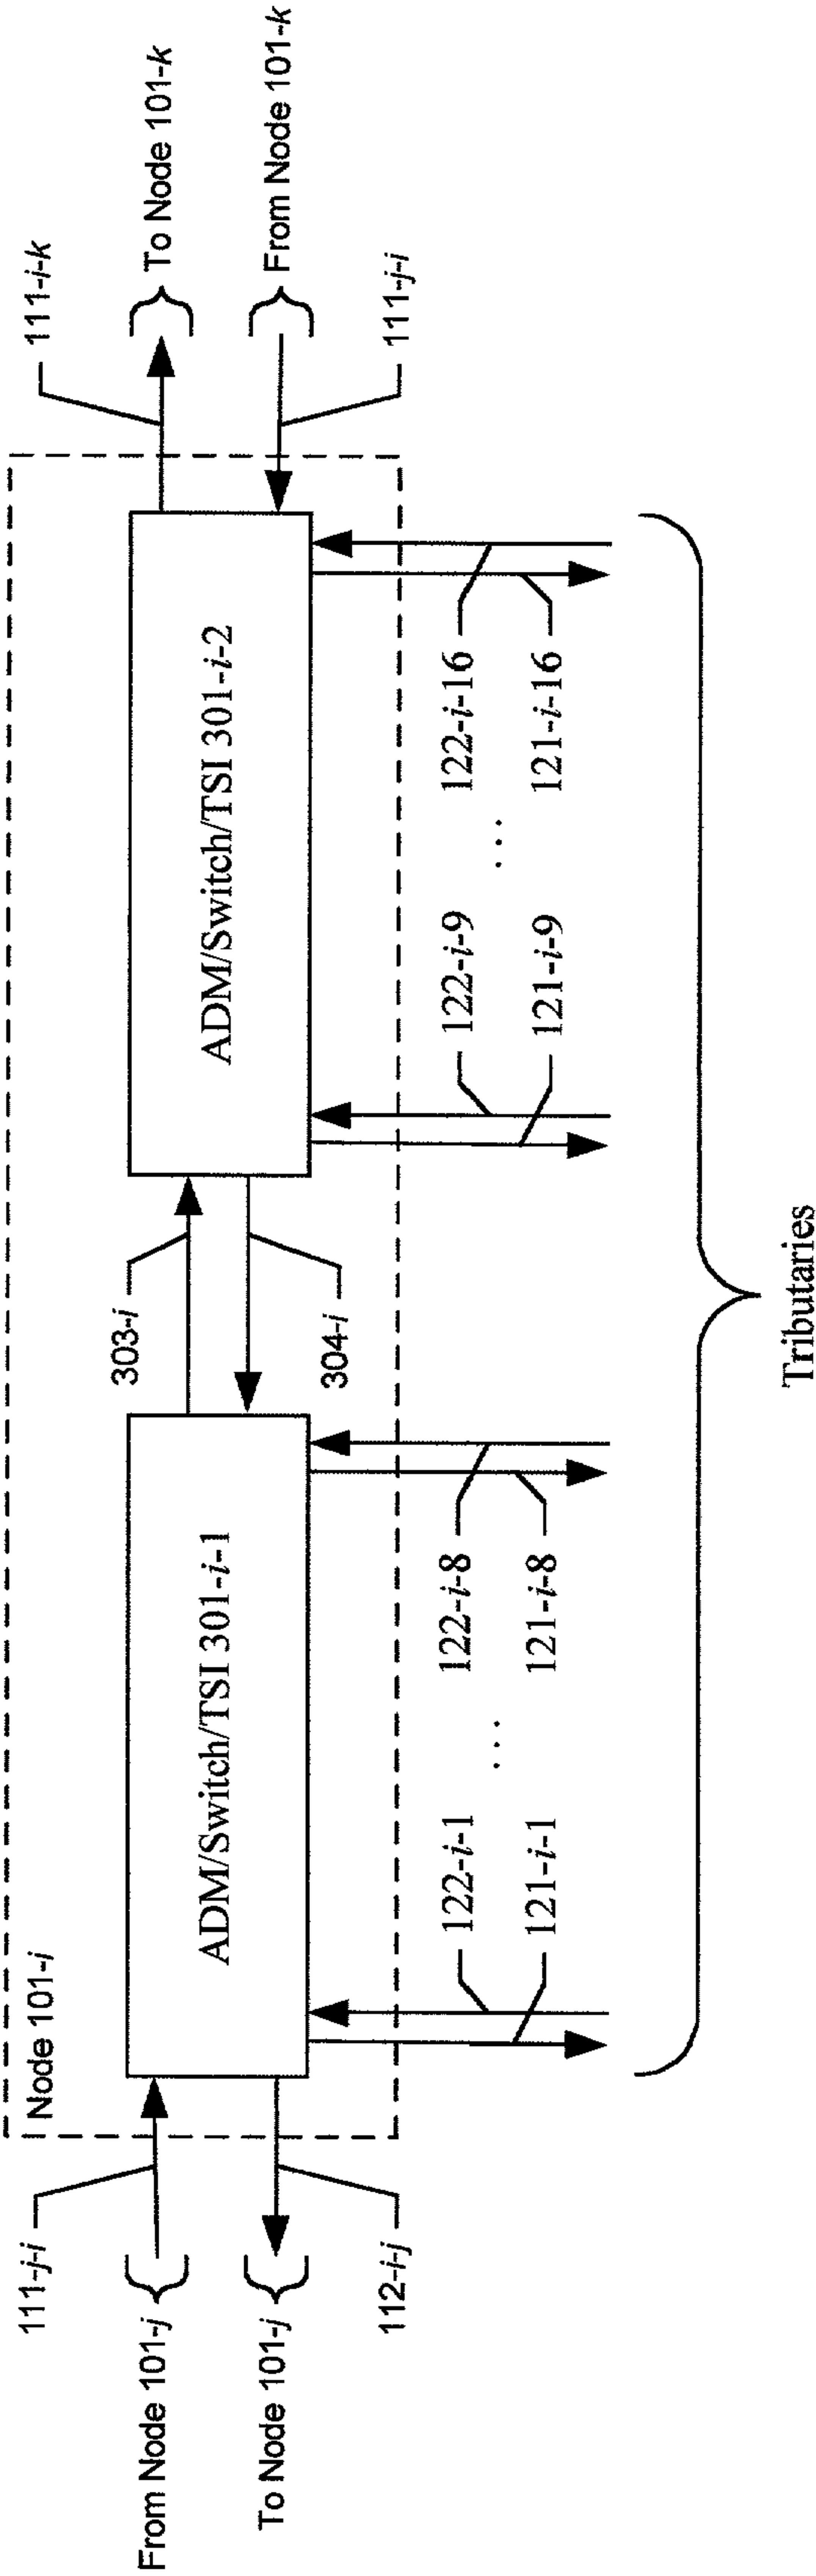 111-j-i
From Node 101-j
To Node 101-j
112-i-j
Node 101-i
ADM/Switch/TSI 301-i-1
303-i
304-i
ADM/Switch/TSI 301-i-2
111-i-k
To Node 101-k
From Node 101-k
111-j-i
122-i-1
...
122-i-8
121-i-1
121-i-8
122-i-9
...
122-i-16
121-i-9
121-i-16
Tributaries